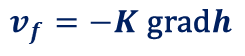 v_f = −K gradh